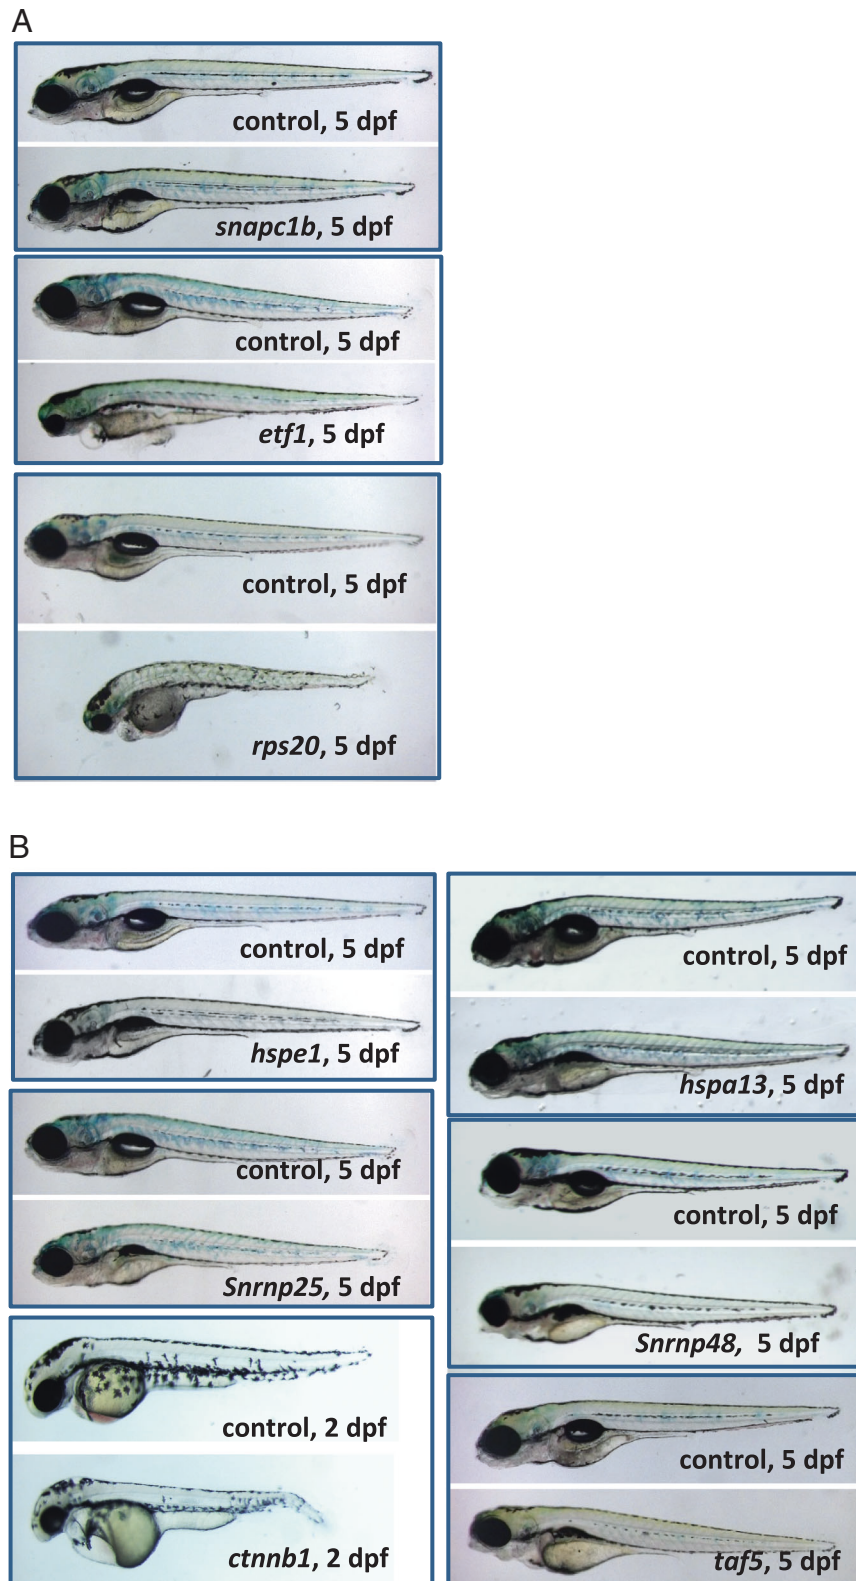 A
control, 5 dpf
snapc1b, 5 dpf
control, 5 dpf
etf1, 5 dpf
control, 5 dpf
rps20, 5 dpf
B
control, 5 dpf
hspe1, 5 dpf
control, 5 dpf
Snrnp25, 5 dpf
control, 2 dpf
ctnnb1, 2 dpf
control, 5 dpf
hspa13, 5 dpf
control, 5 dpf
Snrnp48, 5 dpf
control, 5 dpf
taf5, 5 dpf